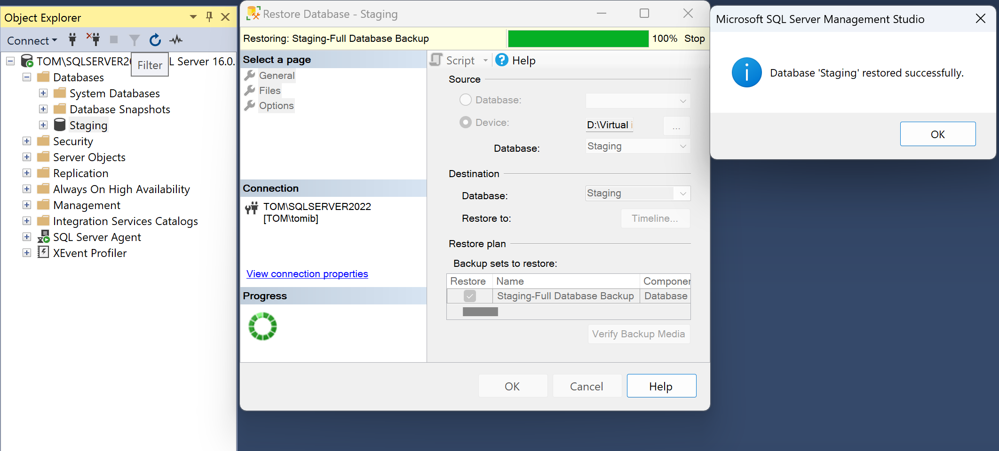 Object Explorer
Connect
TOM\SQLSERVER20
L Server 16.0.
Filter
Databases
System Databases
Database Snapshots
Staging
Security
Server Objects
Replication
Always On High Availability
Management
Integration Services Catalogs
SQL Server Agent
XEvent Profiler
Restore Database - Staging
Restoring: Staging-Full Database Backup
100%
Stop
Select a page
General
Files
Options
Connection
TOM\SQLSERVER2022
[TOM\tomib]
View connection properties
Progress
Script
Help
Source
Database:
Device:
D:\Virtual
...
Database:
Staging
Destination
Database:
Staging
Restore to:
Timeline...
Restore plan
Backup sets to restore:
Restore Name Componen
Staging-Full Database Backup Database
Verify Backup Media
OK
Cancel
Help
Microsoft SQL Server Management Studio
Database 'Staging' restored successfully.
OK